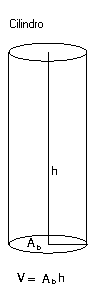 Cilindro
h
A_b
V = A_b h